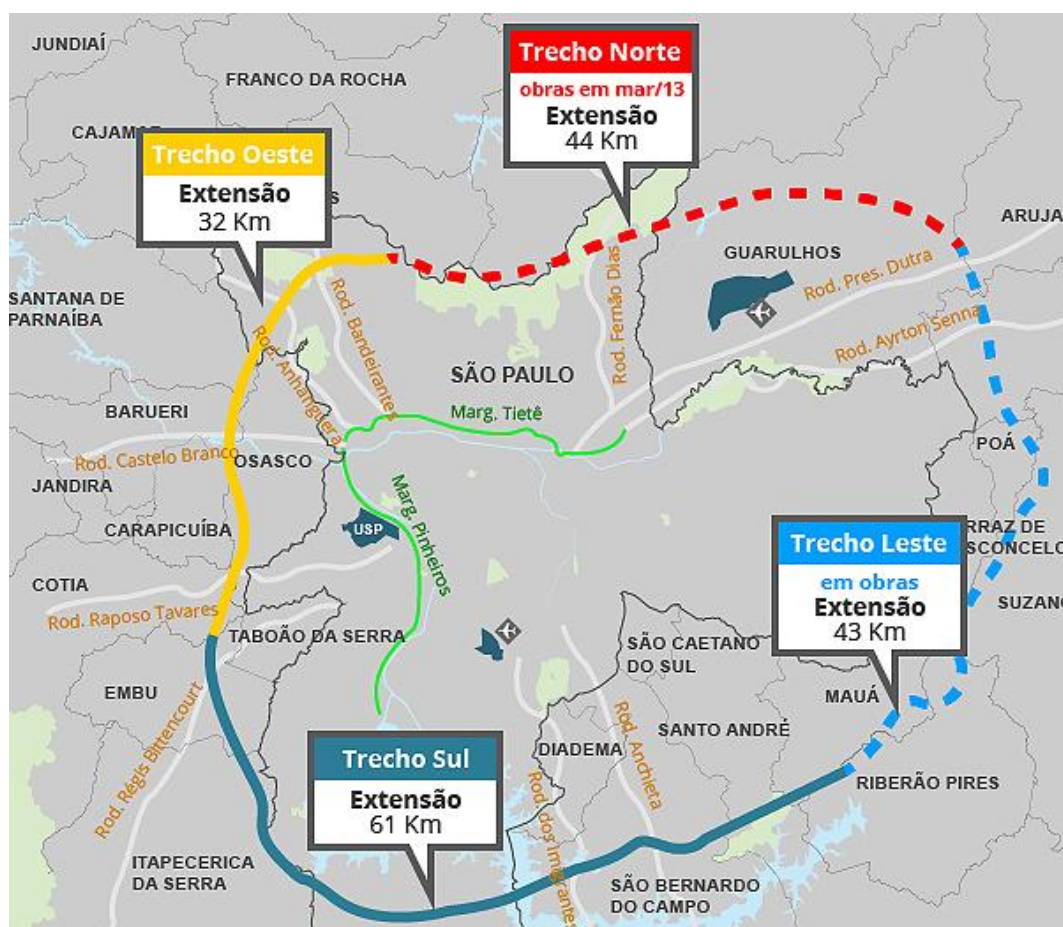 JUNDIAÍ
FRANCO DA ROCHA
Trecho Norte
obras em mar/13
Extensão
44 Km
Trecho Oeste
Extensão
32 Km
ARUJA
GUARULHOS
Rod. Pres. Dutra
Rod. Ayrton Senna
Rod. Fernão Dias
SANTANA DE
PARNAÍBA
Rod. Bandeirantes
Rod. Anhanguera
SÃO PAULO
Marg. Tietê
BARUERI
Rod. Castelo Branco
OSASCO
JANDIRA
CARAPICUÍBA
USP
Marg. Pinheiros
POÁ
RRAZ DE
SCONCELO
Trecho Leste
em obras
Extensão
43 Km
COTIA
SUZANO
Rod. Raposo Tavares
TABOÃO DA SERRA
SÃO CAETANO
DO SUL
EMBU
MAUÁ
SANTO ANDRÉ
DIADEMA
Rod. Anchieta
Rod. Régis Bittencourt
Trecho Sul
Extensão
61 Km
RIBERÃO PIRES
Rod. dos Imigrantes
ITAPECERICA
DA SERRA
SÃO BERNARDO
DO CAMPO